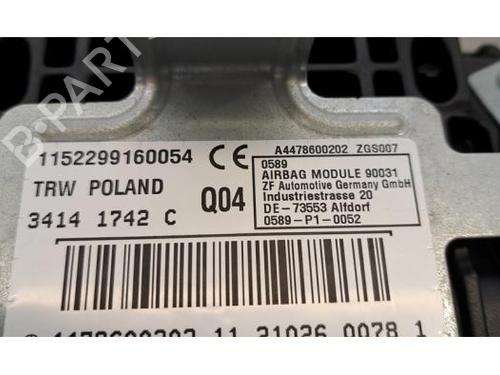 1152299160054 CE
TRW POLAND
3414 1742 C Q04
A4478600202 ZGS007
0589
AIRBAG MODULE 90031
ZF Automotive Germany GmbH
Industriestrasse 20
DE-73553 Alfdorf
0589-P1-0052